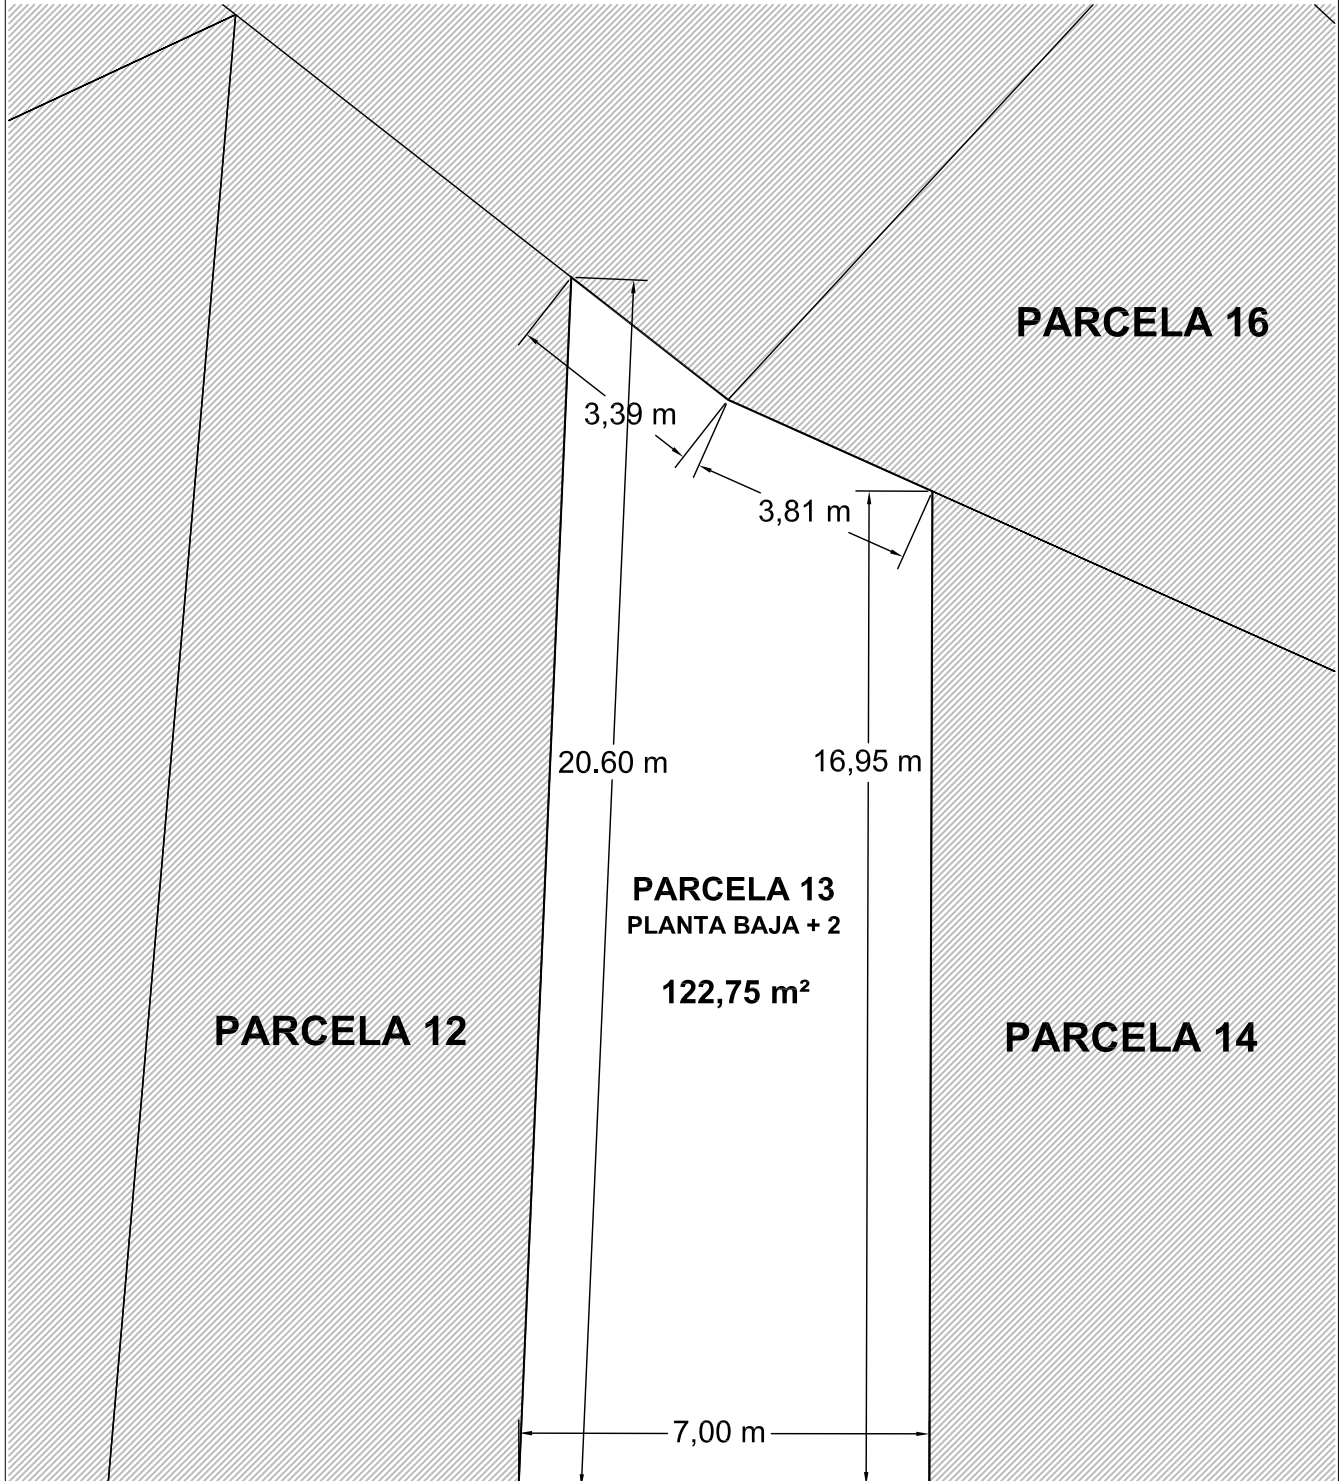 PARCELA 16
3,39 m
3,81 m
20.60 m
16,95 m
PARCELA 13
PLANTA BAJA + 2
122,75 m²
PARCELA 12
PARCELA 14
7,00 m